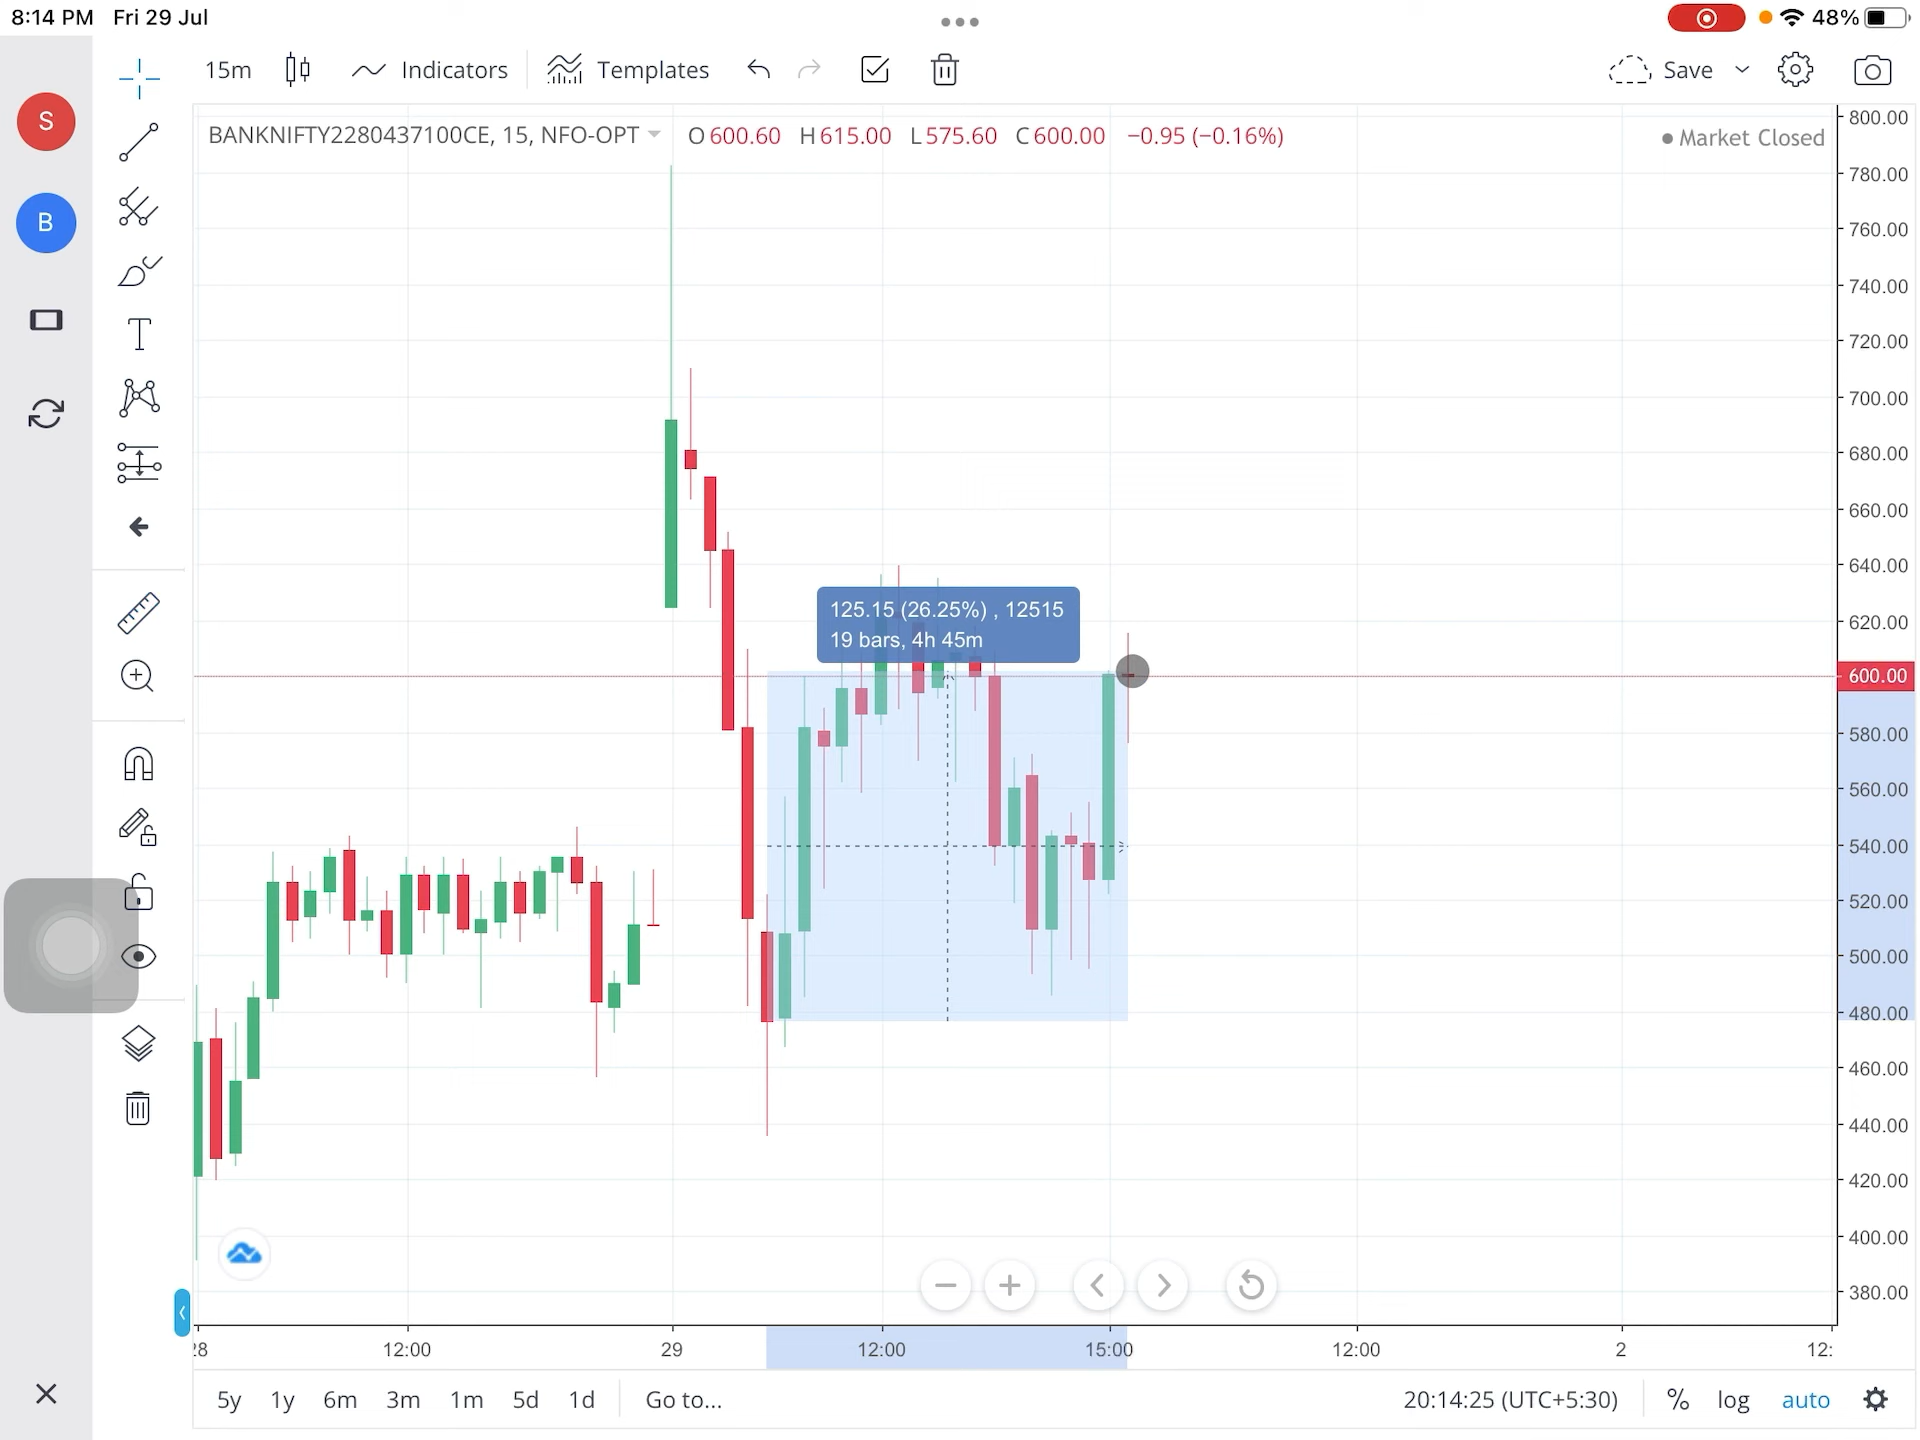 8:14 PM Fri 29 Jul
48%
15m Indicators Templates Save
S
B
BANKNIFTY2280437100CE, 15, NFO-OPT O600.60 H615.00 L575.60 C600.00 −0.95 (−0.16%)
Market Closed
125.15 (26.25%) , 12515
19 bars, 4h 45m
800.00
780.00
760.00
740.00
720.00
700.00
680.00
660.00
640.00
620.00
600.00
580.00
560.00
540.00
520.00
500.00
480.00
460.00
440.00
420.00
400.00
380.00
12:00 29 12:00 15:00 12:00 2 12:
5y 1y 6m 3m 1m 5d 1d Go to... 20:14:25 (UTC+5:30) % log auto